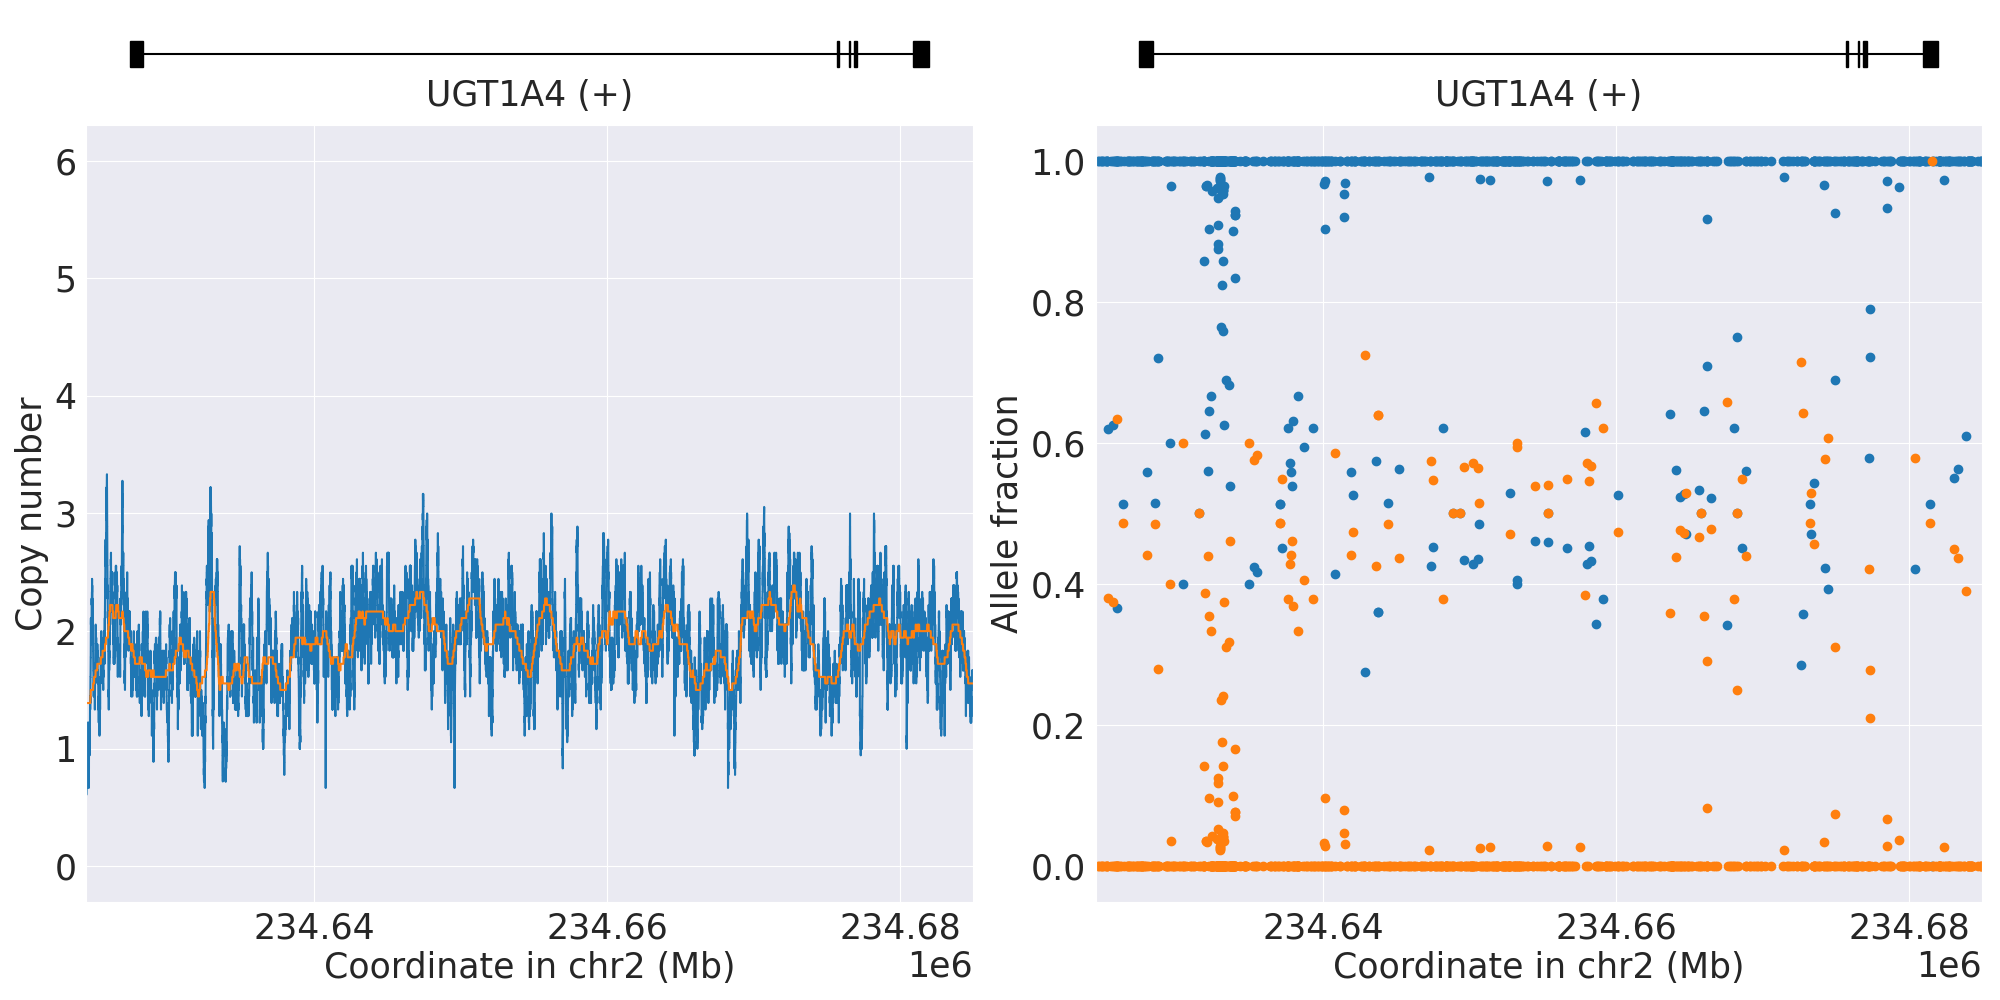 UGT1A4 (+)
6
5
4
3
2
1
0
Copy number
234.64 234.66 234.68
1e6
Coordinate in chr2 (Mb)
UGT1A4 (+)
1.0
0.8
0.6
0.4
0.2
0.0
Allele fraction
234.64 234.66 234.68
1e6
Coordinate in chr2 (Mb)